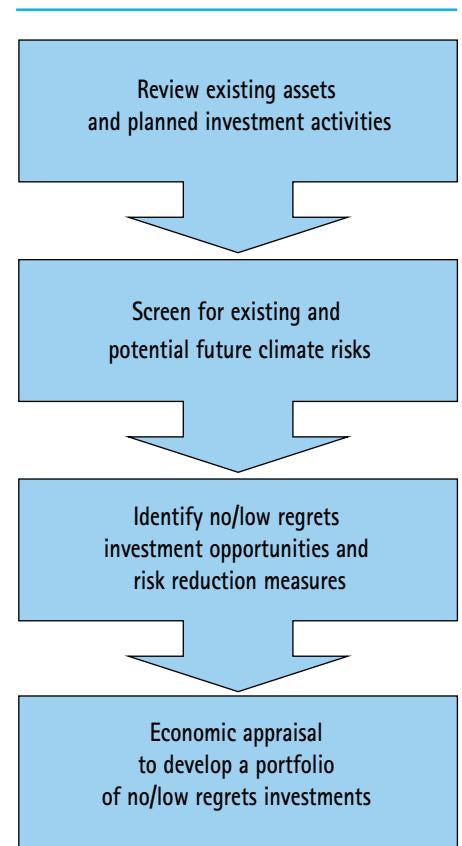 Review existing assets
and planned investment activities
Screen for existing and
potential future climate risks
Identify no/low regrets
investment opportunities and
risk reduction measures
Economic appraisal
to develop a portfolio
of no/low regrets investments